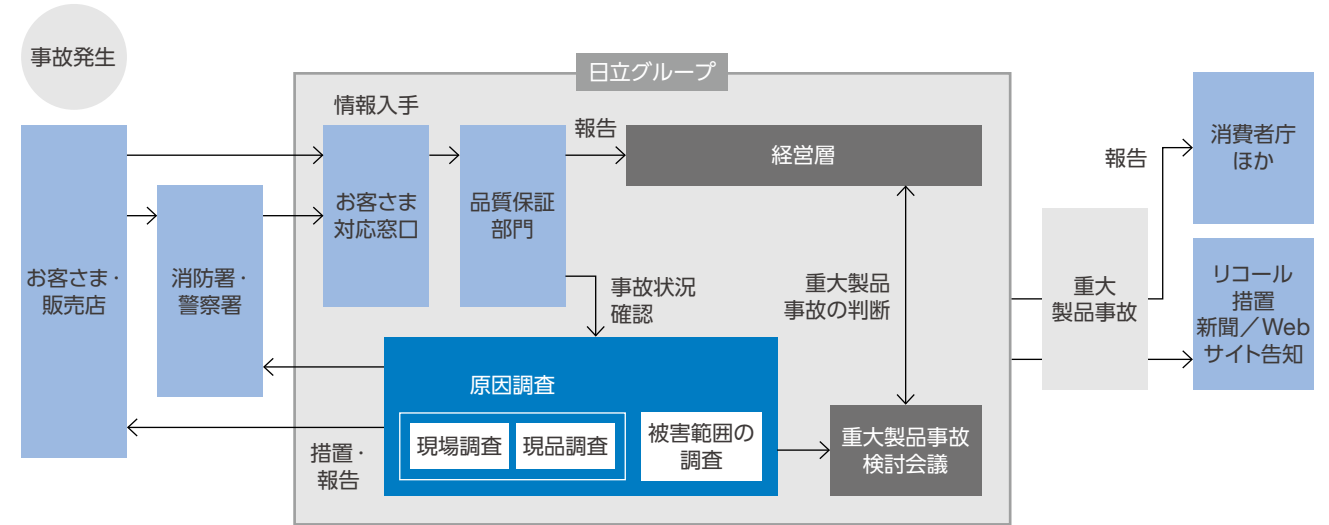 事故発生
日立グループ
情報入手
報告
経営層
消費者庁
ほか
報告
お客さま
対応窓口
品質保証
部門
お客さま・
販売店
消防署・
警察署
事故状況
確認
重大製品
事故の判断
重大
製品事故
リコール
措置
新聞/Web
サイト告知
原因調査
現場調査
現品調査
被害範囲の
調査
重大製品事故
検討会議
措置・
報告